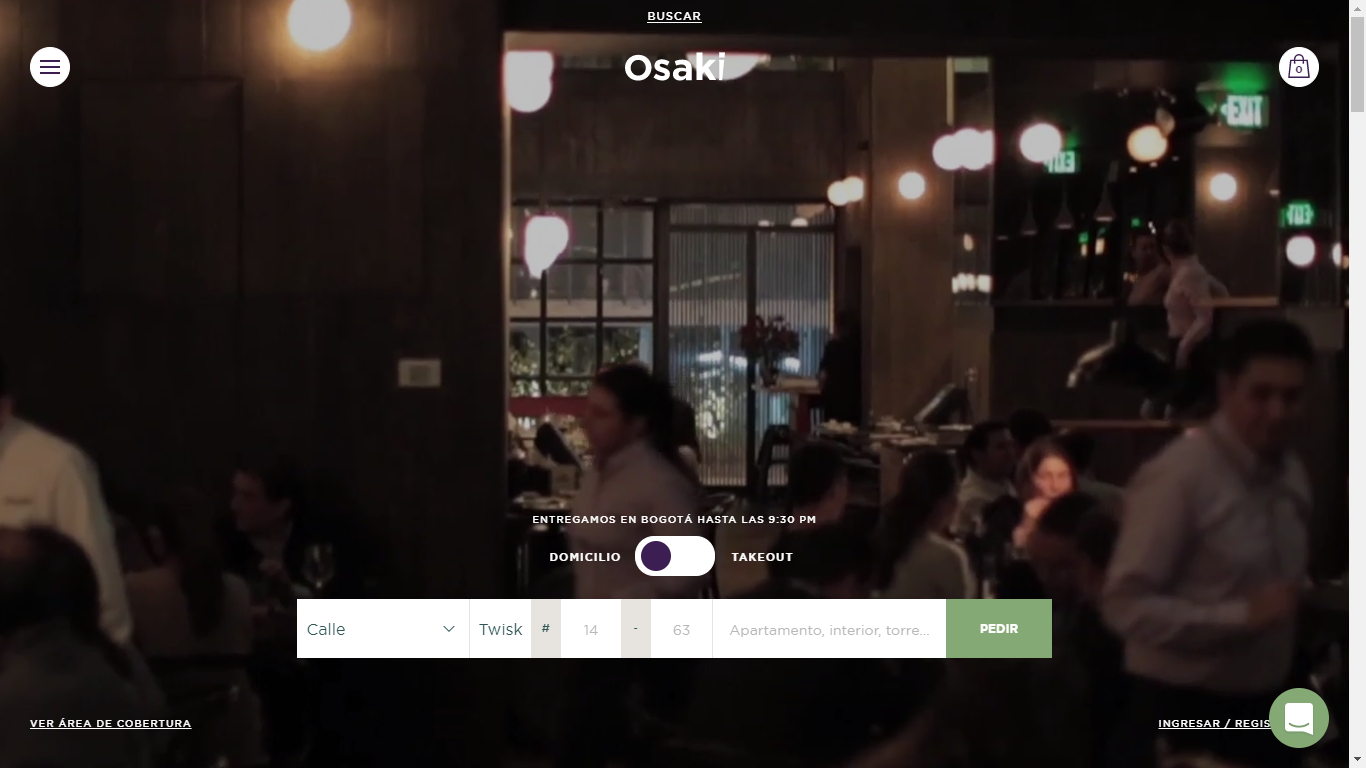 BUSCAR
Osaki
0
EXIT
ENTREGAMOS EN BOGOTÁ HASTA LAS 9:30 PM
DOMICILIO TAKEOUT
Calle Twisk # 14 - 63 Apartamento, interior, torre... PEDIR
VER ÁREA DE COBERTURA
INGRESAR / REGIS